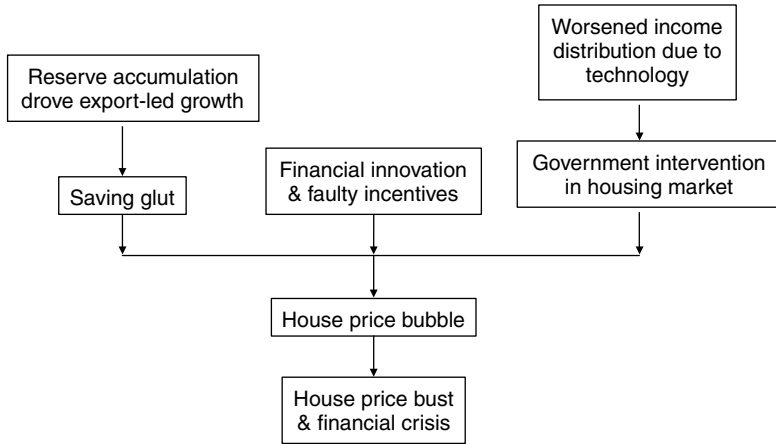 Worsened income
distribution due to
technology
Reserve accumulation
drove export-led growth
Financial innovation
& faulty incentives
Government intervention
in housing market
Saving glut
House price bubble
House price bust
& financial crisis